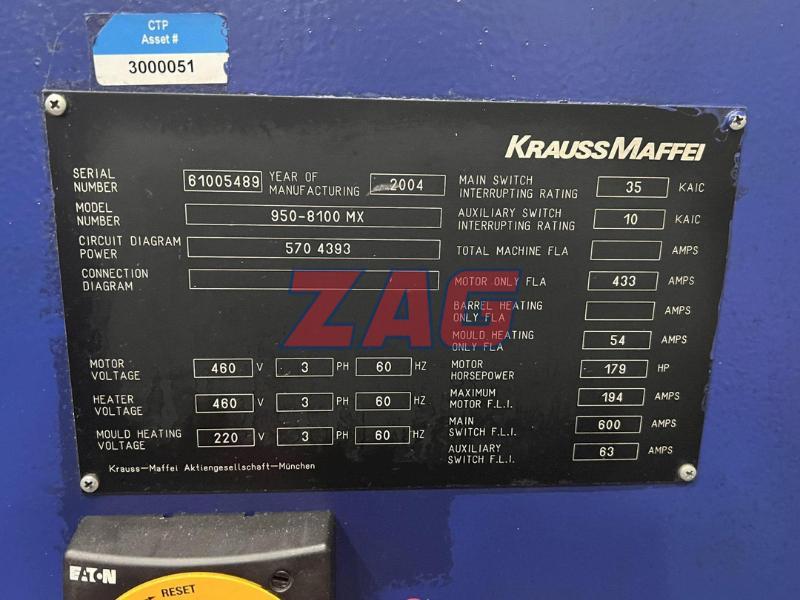 CTP
Asset #
3000051
KRAUSSMAFFEI
SERIAL NUMBER 61005489 YEAR OF MANUFACTURING 2004
MODEL NUMBER 950-8100 MX
CIRCUIT DIAGRAM POWER 570 4393
CONNECTION DIAGRAM
MOTOR VOLTAGE 460 V 3 PH 60 HZ
HEATER VOLTAGE 460 V 3 PH 60 HZ
MOULD HEATING VOLTAGE 220 V 3 PH 60 HZ
Krauss-Maffei Aktiengesellschaft-München
MAIN SWITCH INTERRUPTING RATING 35 KAIC
AUXILIARY SWITCH INTERRUPTING RATING 10 KAIC
TOTAL MACHINE FLA AMPS
MOTOR ONLY FLA 433 AMPS
BARREL HEATING ONLY FLA AMPS
MOULD HEATING ONLY FLA 54 AMPS
MOTOR HORSEPOWER 179 HP
MAXIMUM MOTOR F.L.I. 194 AMPS
MAIN SWITCH F.L.I. 600 AMPS
AUXILIARY SWITCH F.L.I. 63 AMPS
ZAG
EATON
RESET